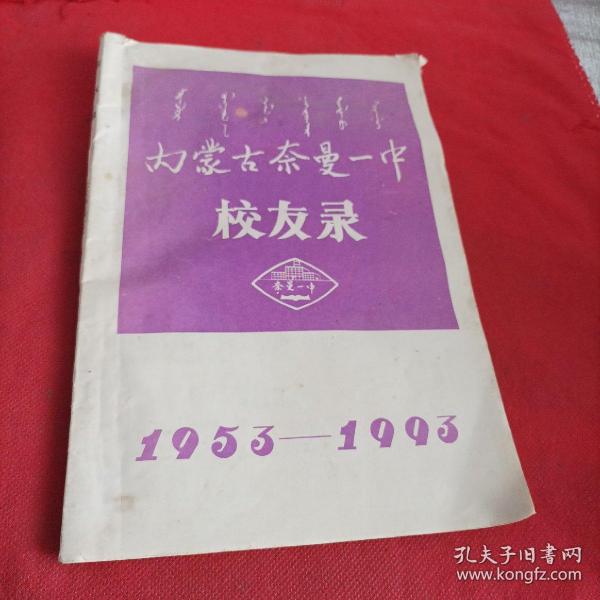 内蒙古奈曼一中
校友录
奈曼一中
1953—1993
孔夫子旧书网
www.kongfz.com